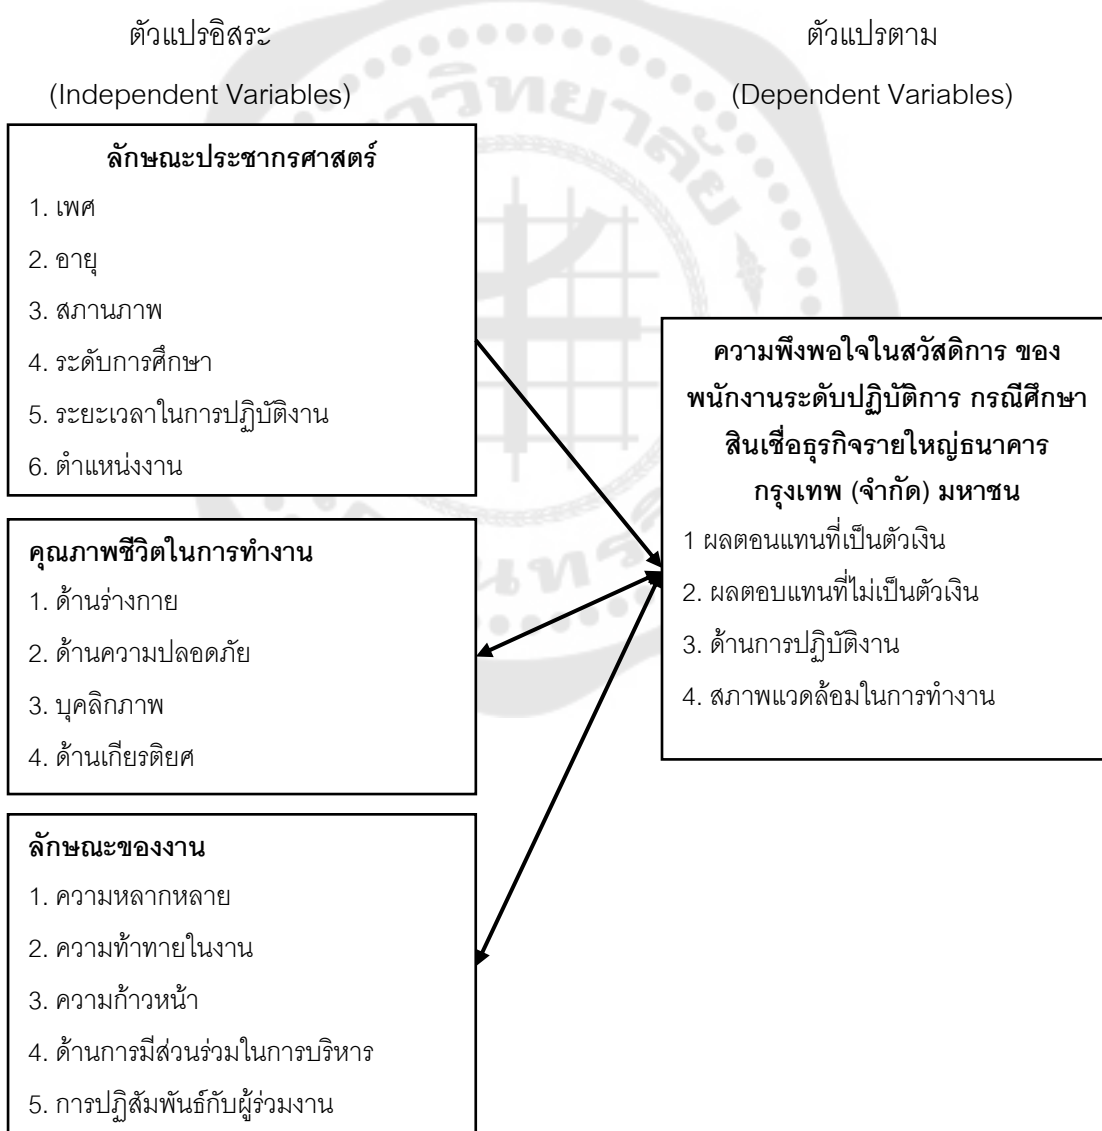 ตัวแปรอิสระ
(Independent Variables)
ตัวแปรตาม
(Dependent Variables)
ลักษณะประชากรศาสตร์
1. เพศ
2. อายุ
3. สภานภาพ
4. ระดับการศึกษา
5. ระยะเวลาในการปฏิบัติงาน
6. ตำแหน่งงาน
คุณภาพชีวิตในการทำงาน
1. ด้านร่างกาย
2. ด้านความปลอดภัย
3. บุคลิกภาพ
4. ด้านเกียรติยศ
ลักษณะของงาน
1. ความหลากหลาย
2. ความท้าทายในงาน
3. ความก้าวหน้า
4. ด้านการมีส่วนร่วมในการบริหาร
5. การปฏิสัมพันธ์กับผู้ร่วมงาน
ความพึงพอใจในสวัสดิการ ของ
พนักงานระดับปฏิบัติการ กรณีศึกษา
สินเชื่อธุรกิจรายใหญ่ธนาคาร
กรุงเทพ (จำกัด) มหาชน
1 ผลตอนแทนที่เป็นตัวเงิน
2. ผลตอบแทนที่ไม่เป็นตัวเงิน
3. ด้านการปฏิบัติงาน
4. สภาพแวดล้อมในการทำงาน